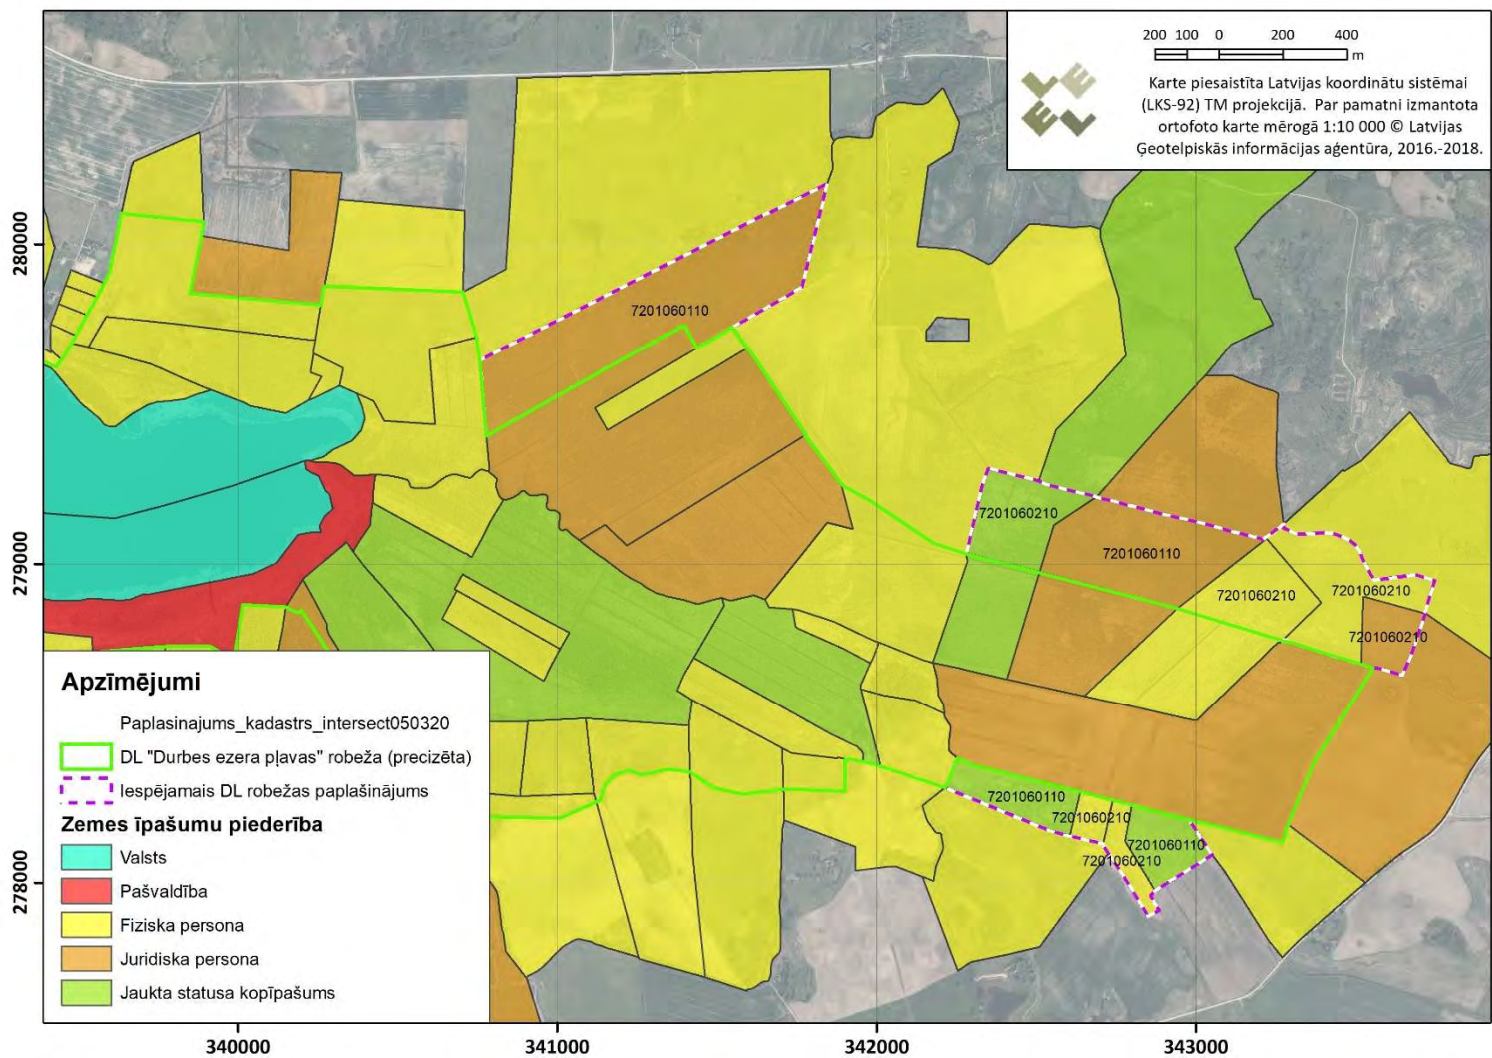 200 100 0 200 400
m
Karte piesaistīta Latvijas koordinātu sistēmai
(LKS-92) TM projekcijā. Par pamatni izmantota
ortofoto karte mērogā 1:10 000 © Latvijas
Ģeotelpiskās informācijas aģentūra, 2016.-2018.
280000
279000
278000
7201060110
7201060210
7201060110
7201060210
7201060210
7201060210
7201060110
7201060210
7201060110
7201060210
Apzīmējumi
Paplasinajums_kadastrs_intersect050320
DL "Durbes ezera pļavas" robeža (precizēta)
Iespējamais DL robežas paplašinājums
Zemes īpašumu piederība
Valsts
Pašvaldība
Fiziska persona
Juridiska persona
Jaukta statusa kopīpašums
340000
341000
342000
343000